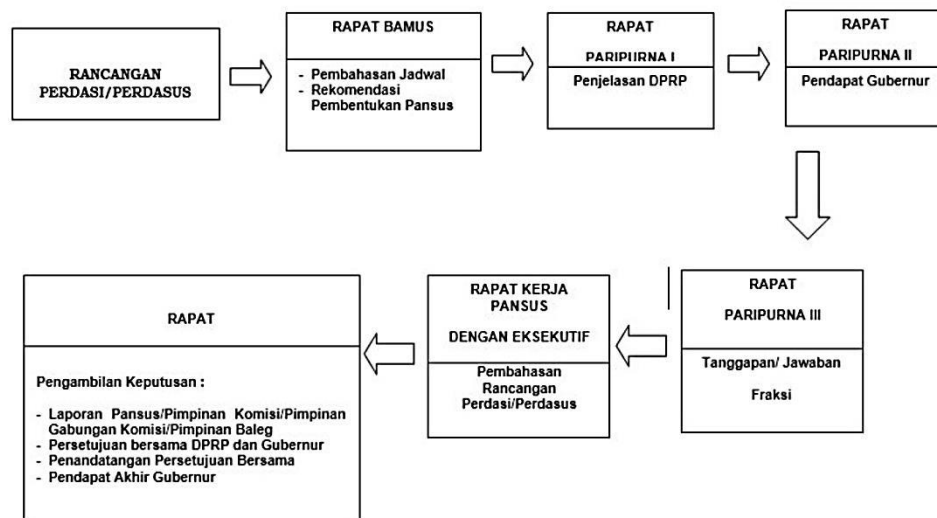 RANCANGAN
PERDASI/PERDASUS
RAPAT BAMUS
- Pembahasan Jadwal
- Rekomendasi
Pembentukan Pansus
RAPAT
PARIPURNA I
Penjelasan DPRP
RAPAT
PARIPURNA II
Pendapat Gubernur
RAPAT
PARIPURNA III
Tanggapan/ Jawaban
Fraksi
RAPAT KERJA
PANSUS
DENGAN EKSEKUTIF
Pembahasan
Rancangan
Perdasi/Perdasus
RAPAT
Pengambilan Keputusan :
- Laporan Pansus/Pimpinan Komisi/Pimpinan
Gabungan Komisi/Pimpinan Baleg
- Persetujuan bersama DPRP dan Gubernur
- Penandatangan Persetujuan Bersama
- Pendapat Akhir Gubernur